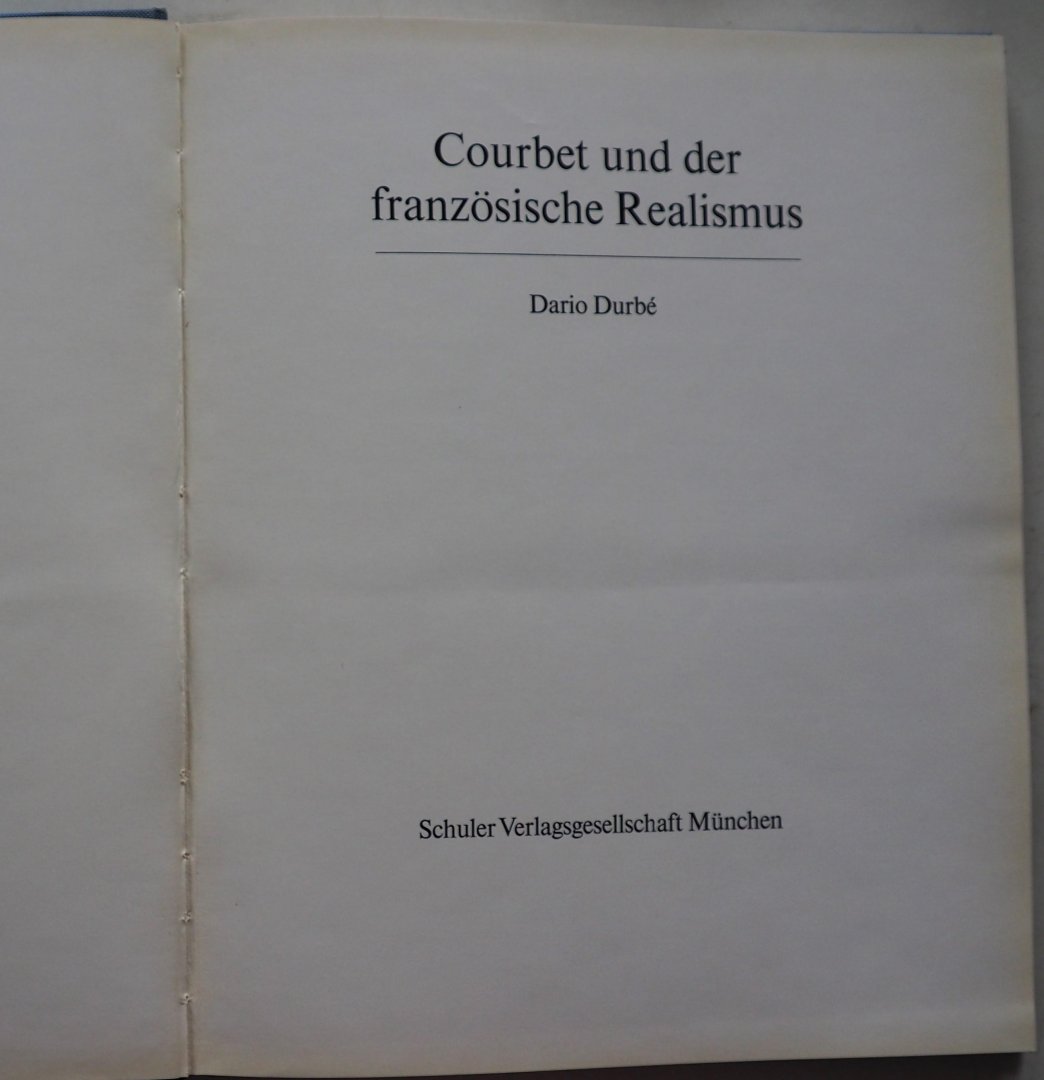 Courbet und der
französische Realismus
Dario Durbé
Schuler Verlagsgesellschaft München